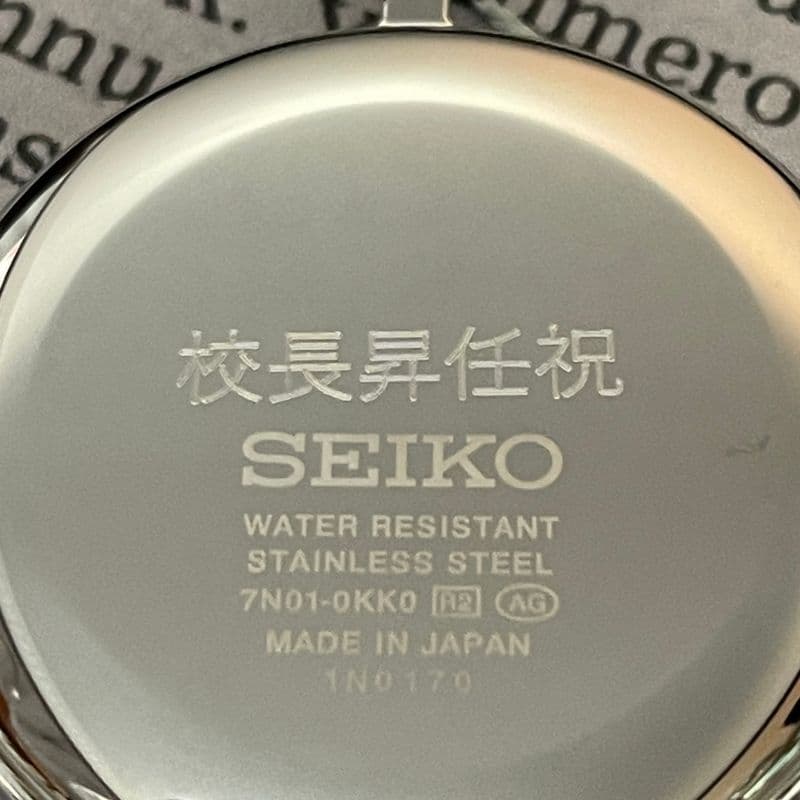 校長昇任祝
SEIKO
WATER RESISTANT
STAINLESS STEEL
7N01-0KK0 R2 AG
MADE IN JAPAN
1N0170